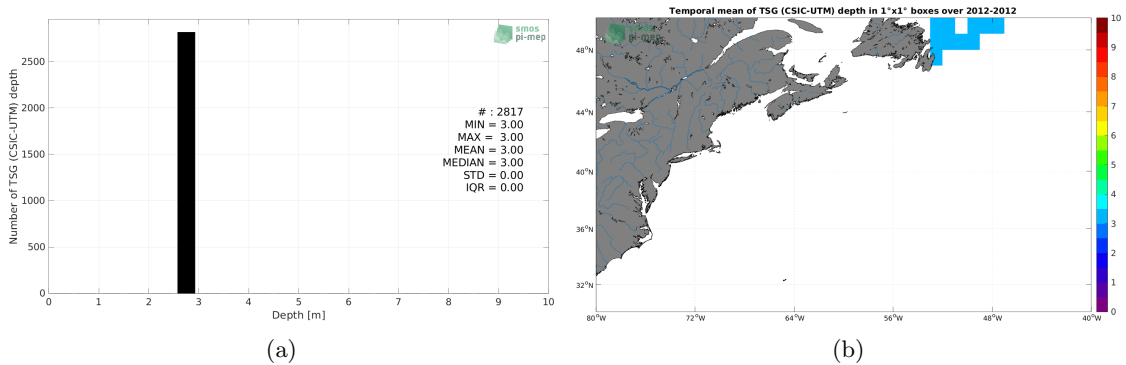 smos
pi-mep
# : 2817
MIN = 3.00
MAX = 3.00
MEAN = 3.00
MEDIAN = 3.00
STD = 0.00
IQR = 0.00
Number of TSG (CSIC-UTM) depth
2500
2000
1500
1000
500
0
0 1 2 3 4 5 6 7 8 9 10
Depth [m]
(a)
Temporal mean of TSG (CSIC-UTM) depth in 1°x1° boxes over 2012-2012
smos
pi-mep
48°N
44°N
40°N
36°N
32°N
80°W 72°W 64°W 56°W 48°W 40°W
10
9
8
7
6
5
4
3
2
1
0
(b)